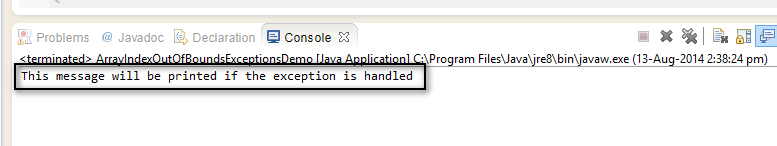 Problems @ Javadoc Declaration Console
<terminated> ArrayIndexOutOfBoundsExceptionsDemo [Java Application] C:\Program Files\Java\jre8\bin\javaw.exe (13-Aug-2014 2:38:24 pm)
This message will be printed if the exception is handled